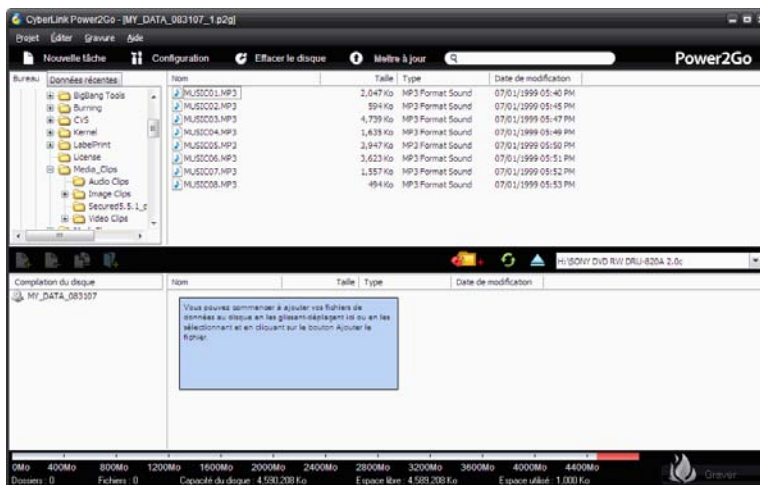 CyberLink Power2Go - [MY_DATA_083107_1.p2g]
Projet Éditer Gravure Aide
Nouvelle tâche Configuration Effacer le disque Mettre à jour Power2Go
Bureau Données récentes
Nom Taille Type Date de modification
BigBang Tools
Burning
CVS
Kernel
LabelPrint
License
Media_Clips
Audio Clips
Image Clips
Secured5.5.1_c
Video Clips
MUSIC01.MP3 2,047 Ko MP3 Format Sound 07/01/1999 05:40 PM
MUSIC02.MP3 594 Ko MP3 Format Sound 07/01/1999 05:45 PM
MUSIC03.MP3 4,739 Ko MP3 Format Sound 07/01/1999 05:47 PM
MUSIC04.MP3 1,635 Ko MP3 Format Sound 07/01/1999 05:49 PM
MUSIC05.MP3 3,947 Ko MP3 Format Sound 07/01/1999 05:50 PM
MUSIC06.MP3 3,623 Ko MP3 Format Sound 07/01/1999 05:51 PM
MUSIC07.MP3 1,557 Ko MP3 Format Sound 07/01/1999 05:52 PM
MUSIC08.MP3 494 Ko MP3 Format Sound 07/01/1999 05:53 PM
H:\SONY DVD RW DRU-820A 2.0c
Compilation du disque
Nom Taille Type Date de modification
MY_DATA_083107
Vous pouvez commencer à ajouter vos fichiers de
données au disque en les glissant-déplaçant ici ou en les
sélectionnant et en cliquant sur le bouton Ajouter le
fichier.
0Mo 400Mo 800Mo 1200Mo 1600Mo 2000Mo 2400Mo 2800Mo 3200Mo 3600Mo 4000Mo 4400Mo
Dossiers : 0 Fichiers : 0 Capacité du disque : 4,590,208 Ko Espace libre : 4,589,208 Ko Espace utilisé : 1,000 Ko
Graver